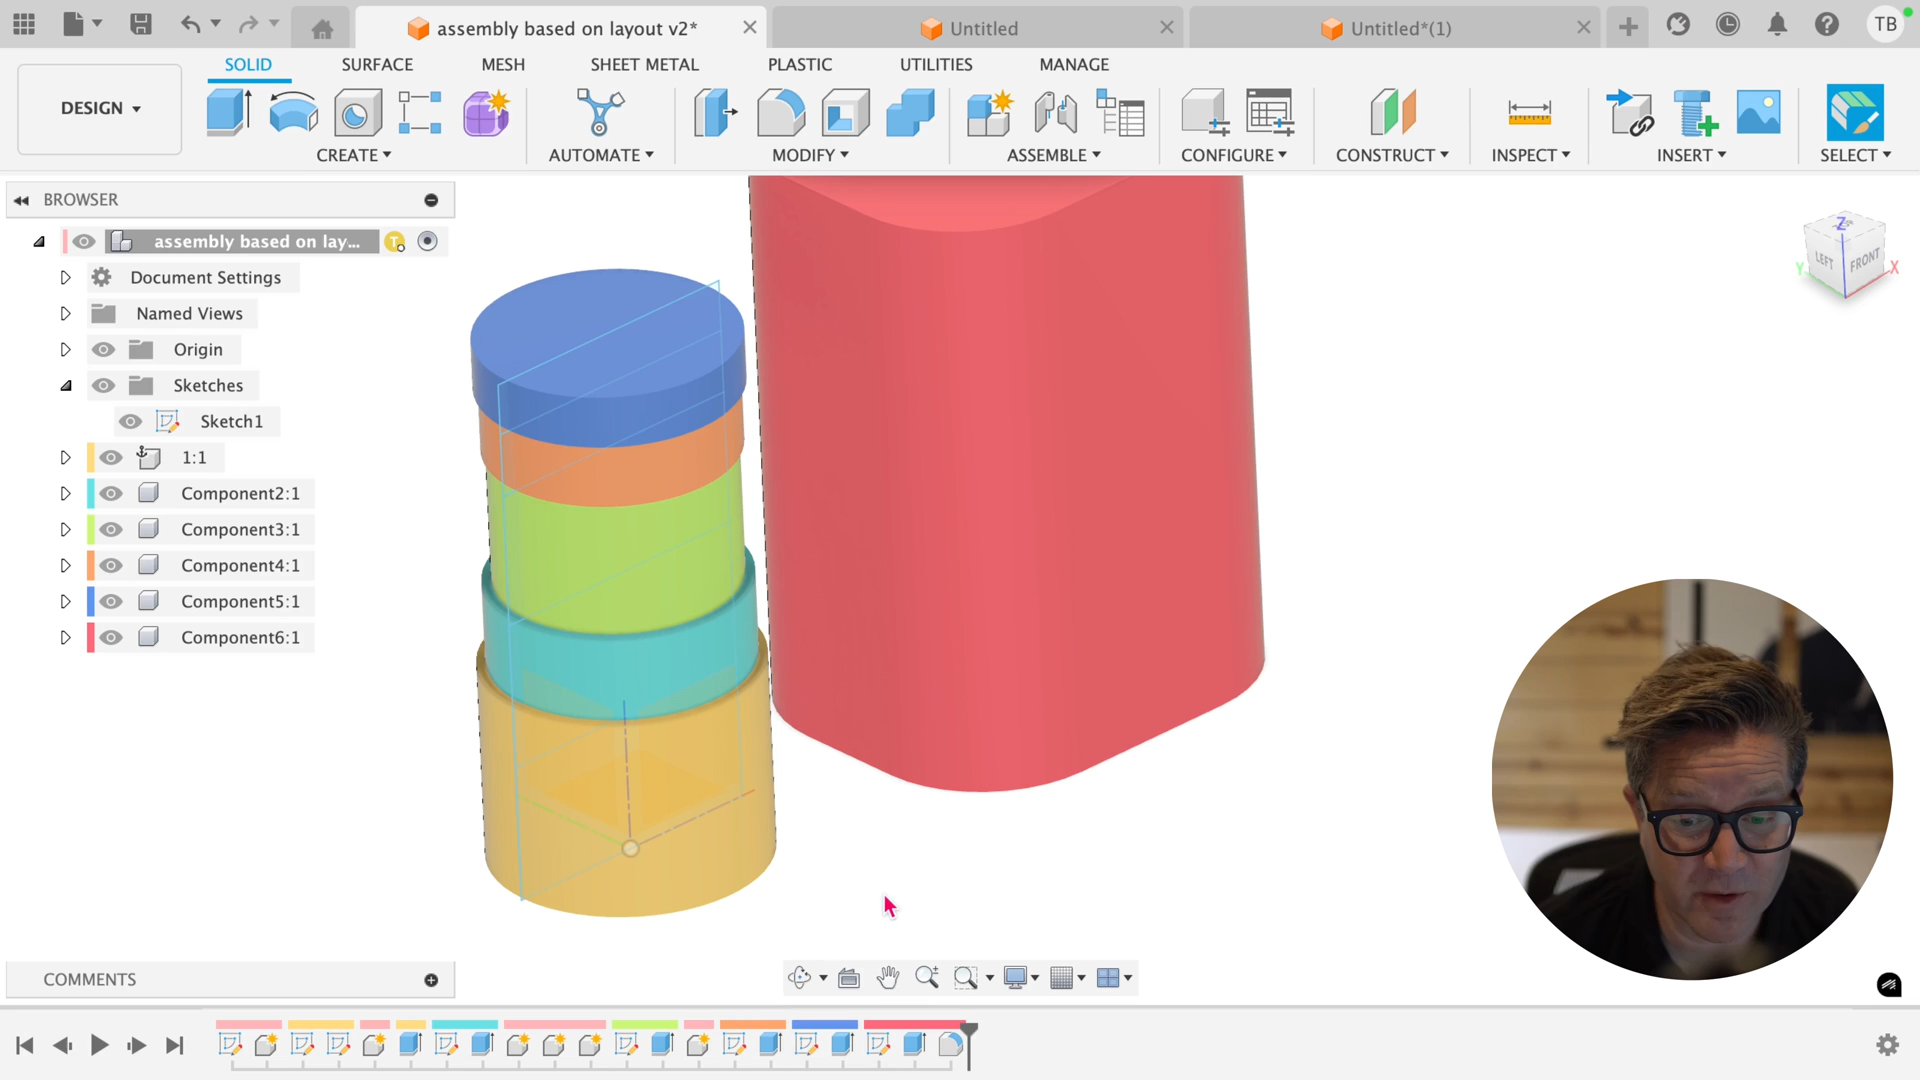 assembly based on layout v2*
Untitled
Untitled*(1)
TB
DESIGN
SOLID
SURFACE
MESH
SHEET METAL
PLASTIC
UTILITIES
MANAGE
CREATE
AUTOMATE
MODIFY
ASSEMBLE
CONFIGURE
CONSTRUCT
INSPECT
INSERT
SELECT
BROWSER
assembly based on lay...
T
Document Settings
Named Views
Origin
Sketches
Sketch1
1:1
Component2:1
Component3:1
Component4:1
Component5:1
Component6:1
Z
LEFT
FRONT
Y
X
COMMENTS